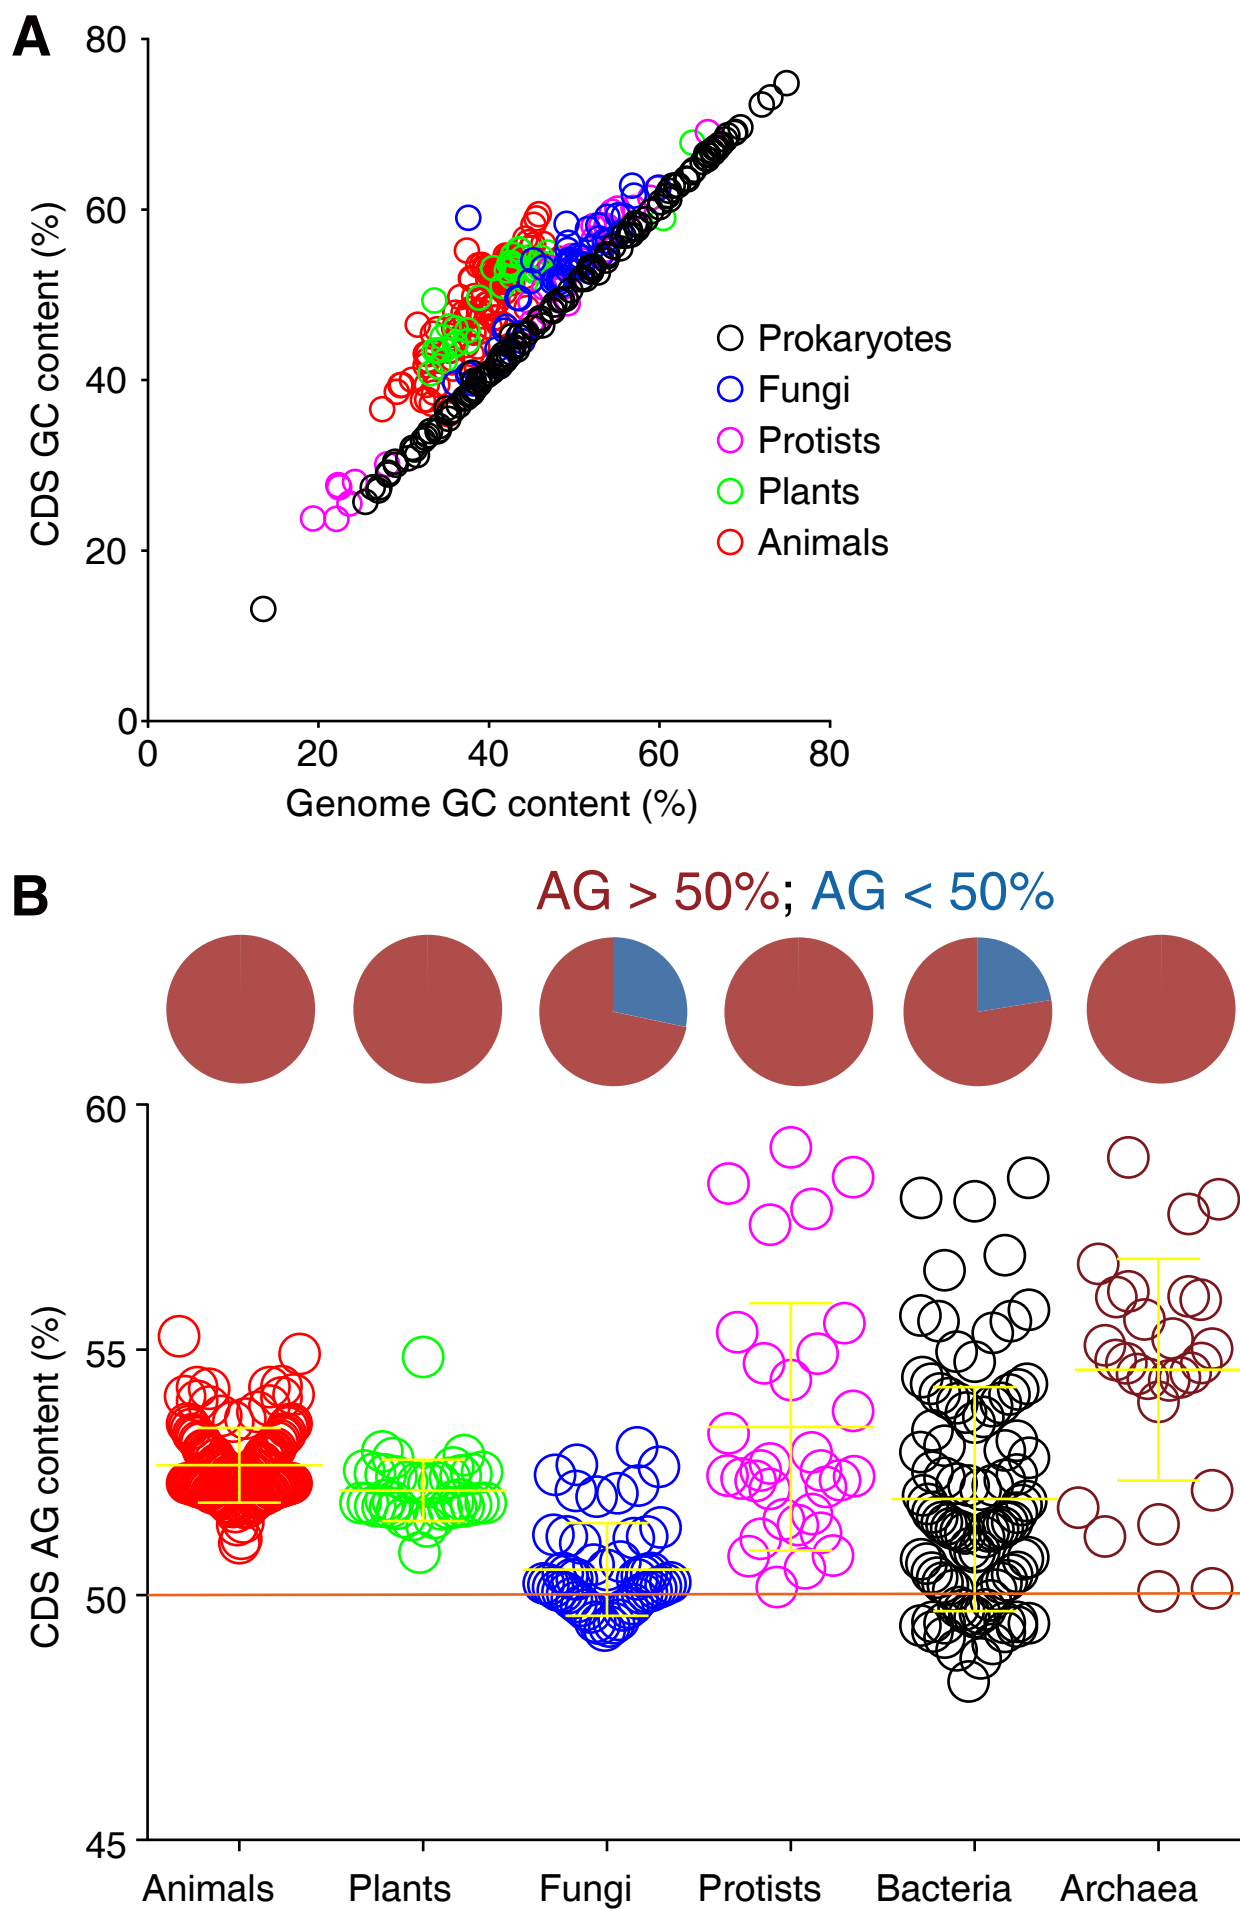 A
80
60
40
20
0
CDS GC content (%)
Prokaryotes
Fungi
Protists
Plants
Animals
0 20 40 60 80
Genome GC content (%)
B
AG > 50%; AG < 50%
60
55
50
45
CDS AG content (%)
Animals Plants Fungi Protists Bacteria Archaea